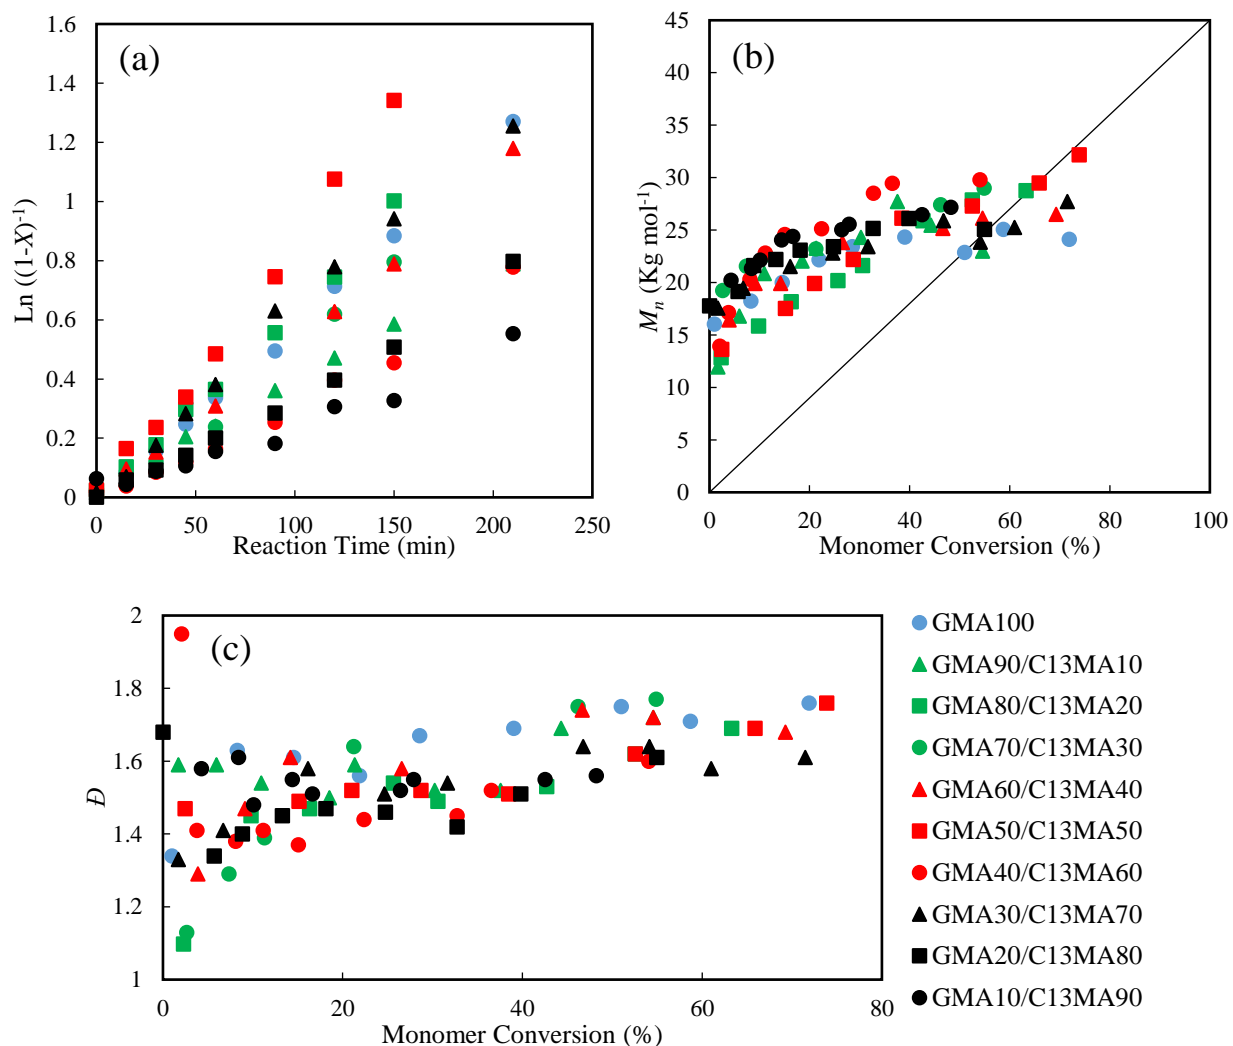 (a)
Ln ((1-X)-1)
1.6
1.4
1.2
1
0.8
0.6
0.4
0.2
0
0 50 100 150 200 250
Reaction Time (min)
(b)
Mn (Kg mol-1)
45
40
35
30
25
20
15
10
5
0
0 20 40 60 80 100
Monomer Conversion (%)
(c)
Đ
2
1.8
1.6
1.4
1.2
1
0 20 40 60 80
Monomer Conversion (%)
GMA100
GMA90/C13MA10
GMA80/C13MA20
GMA70/C13MA30
GMA60/C13MA40
GMA50/C13MA50
GMA40/C13MA60
GMA30/C13MA70
GMA20/C13MA80
GMA10/C13MA90